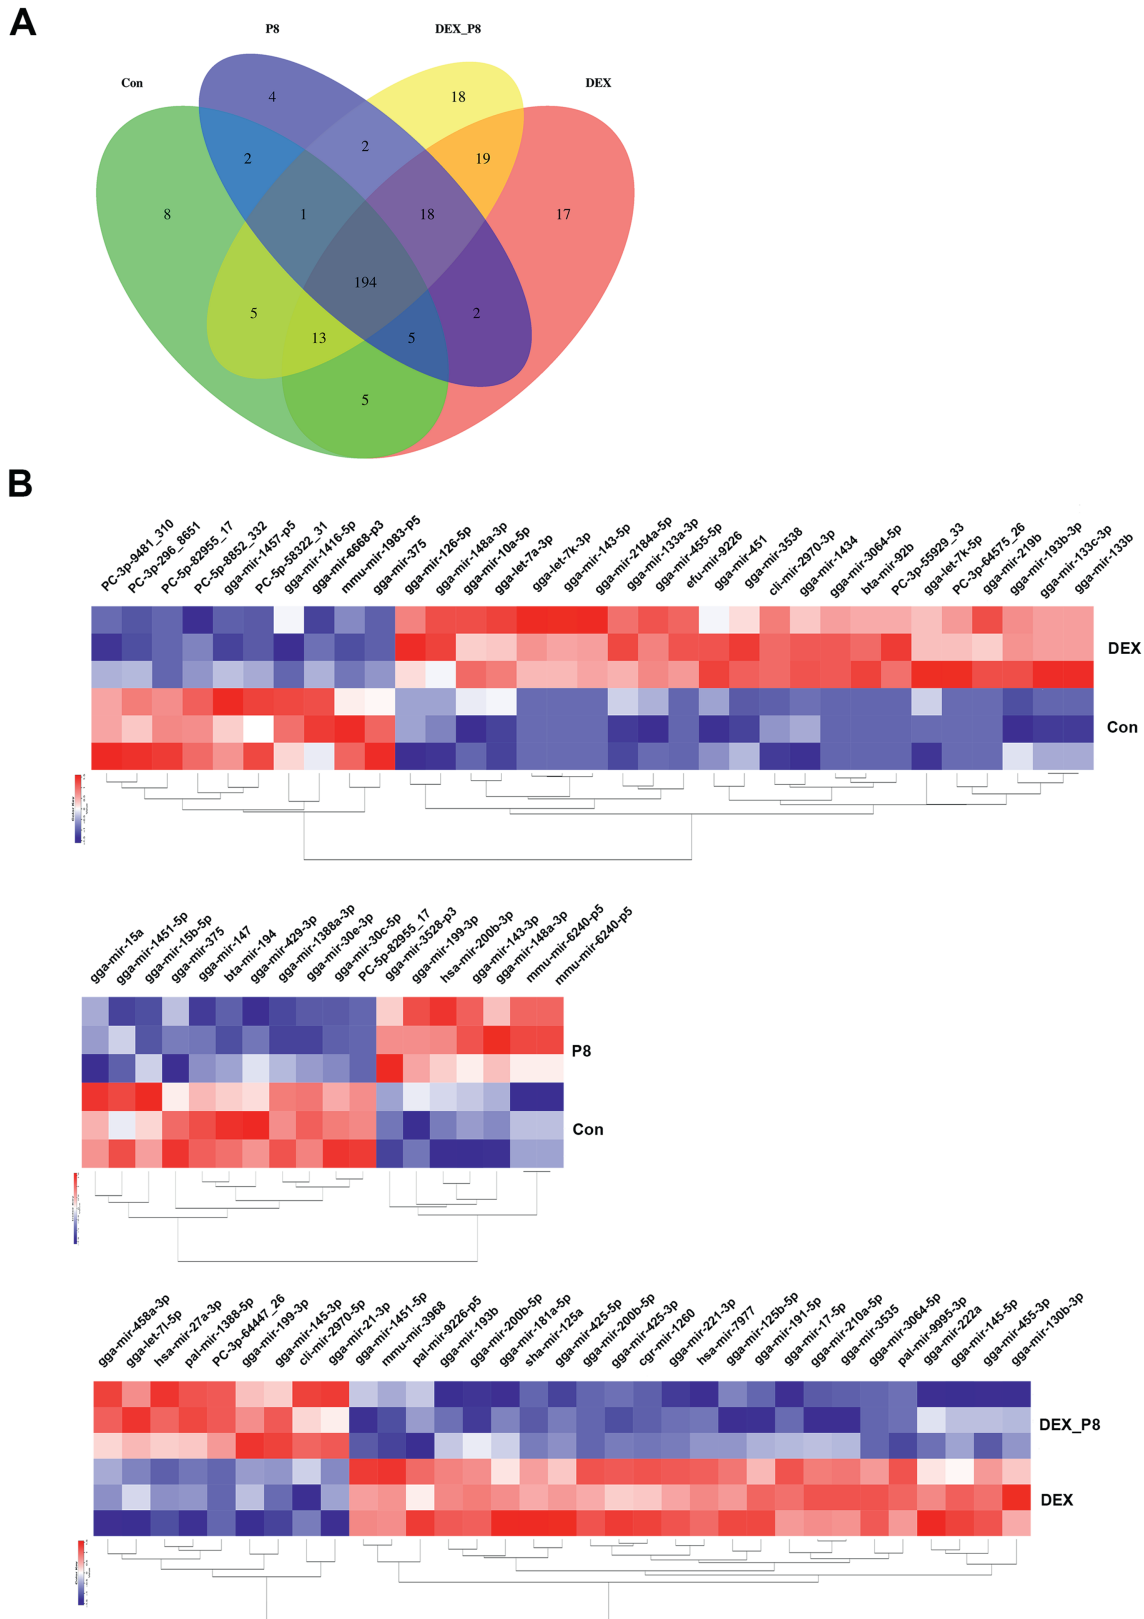 A
P8
DEX_P8
Con
DEX
4
18
2
2
19
8
1
18
17
194
5
2
13
5
5
B
PC-3p-9481_310
PC-3p-296_8651
PC-5p-82955_17
PC-5p-8852_332
gga-mir-1457-p5
PC-5p-58322_31
gga-mir-1416-5p
gga-mir-6668-p3
mmu-mir-1983-p5
gga-mir-375
gga-mir-126-5p
gga-mir-148a-3p
gga-mir-10a-5p
gga-let-7a-3p
gga-let-7k-3p
gga-mir-143-5p
gga-mir-2184a-5p
gga-mir-133a-3p
gga-mir-455-5p
efu-mir-9226
gga-mir-451
gga-mir-3538
cli-mir-2970-3p
gga-mir-1434
gga-mir-3064-5p
bta-mir-92b
PC-3p-55929_33
gga-let-7k-5p
PC-3p-64575_26
gga-mir-219b
gga-mir-193b-3p
gga-mir-133c-3p
gga-mir-133b
DEX
Con
gga-mir-15a
gga-mir-1451-5p
gga-mir-15b-5p
gga-mir-375
gga-mir-147
bta-mir-194
gga-mir-429-3p
gga-mir-1388a-3p
gga-mir-30e-3p
gga-mir-30c-5p
PC-5p-82955_17
gga-mir-3528-p3
gga-mir-199-3p
hsa-mir-200b-3p
gga-mir-143-3p
gga-mir-148a-3p
mmu-mir-6240-p5
mmu-mir-6240-p5
P8
Con
gga-mir-458a-3p
gga-let-7l-5p
hsa-mir-27a-3p
pal-mir-1388-5p
PC-3p-64447_26
gga-mir-199-3p
gga-mir-145-3p
cli-mir-2970-5p
gga-mir-21-3p
gga-mir-1451-5p
mmu-mir-3968
pal-mir-9226-p5
gga-mir-193b
gga-mir-200b-5p
gga-mir-181a-5p
sha-mir-125a
gga-mir-425-5p
gga-mir-200b-5p
gga-mir-425-3p
cgr-mir-1260
gga-mir-221-3p
hsa-mir-7977
gga-mir-125b-5p
gga-mir-191-5p
gga-mir-17-5p
gga-mir-210a-5p
gga-mir-3535
gga-mir-3064-5p
pal-mir-9995-3p
gga-mir-222a
gga-mir-145-5p
gga-mir-455-3p
gga-mir-130b-3p
DEX_P8
DEX